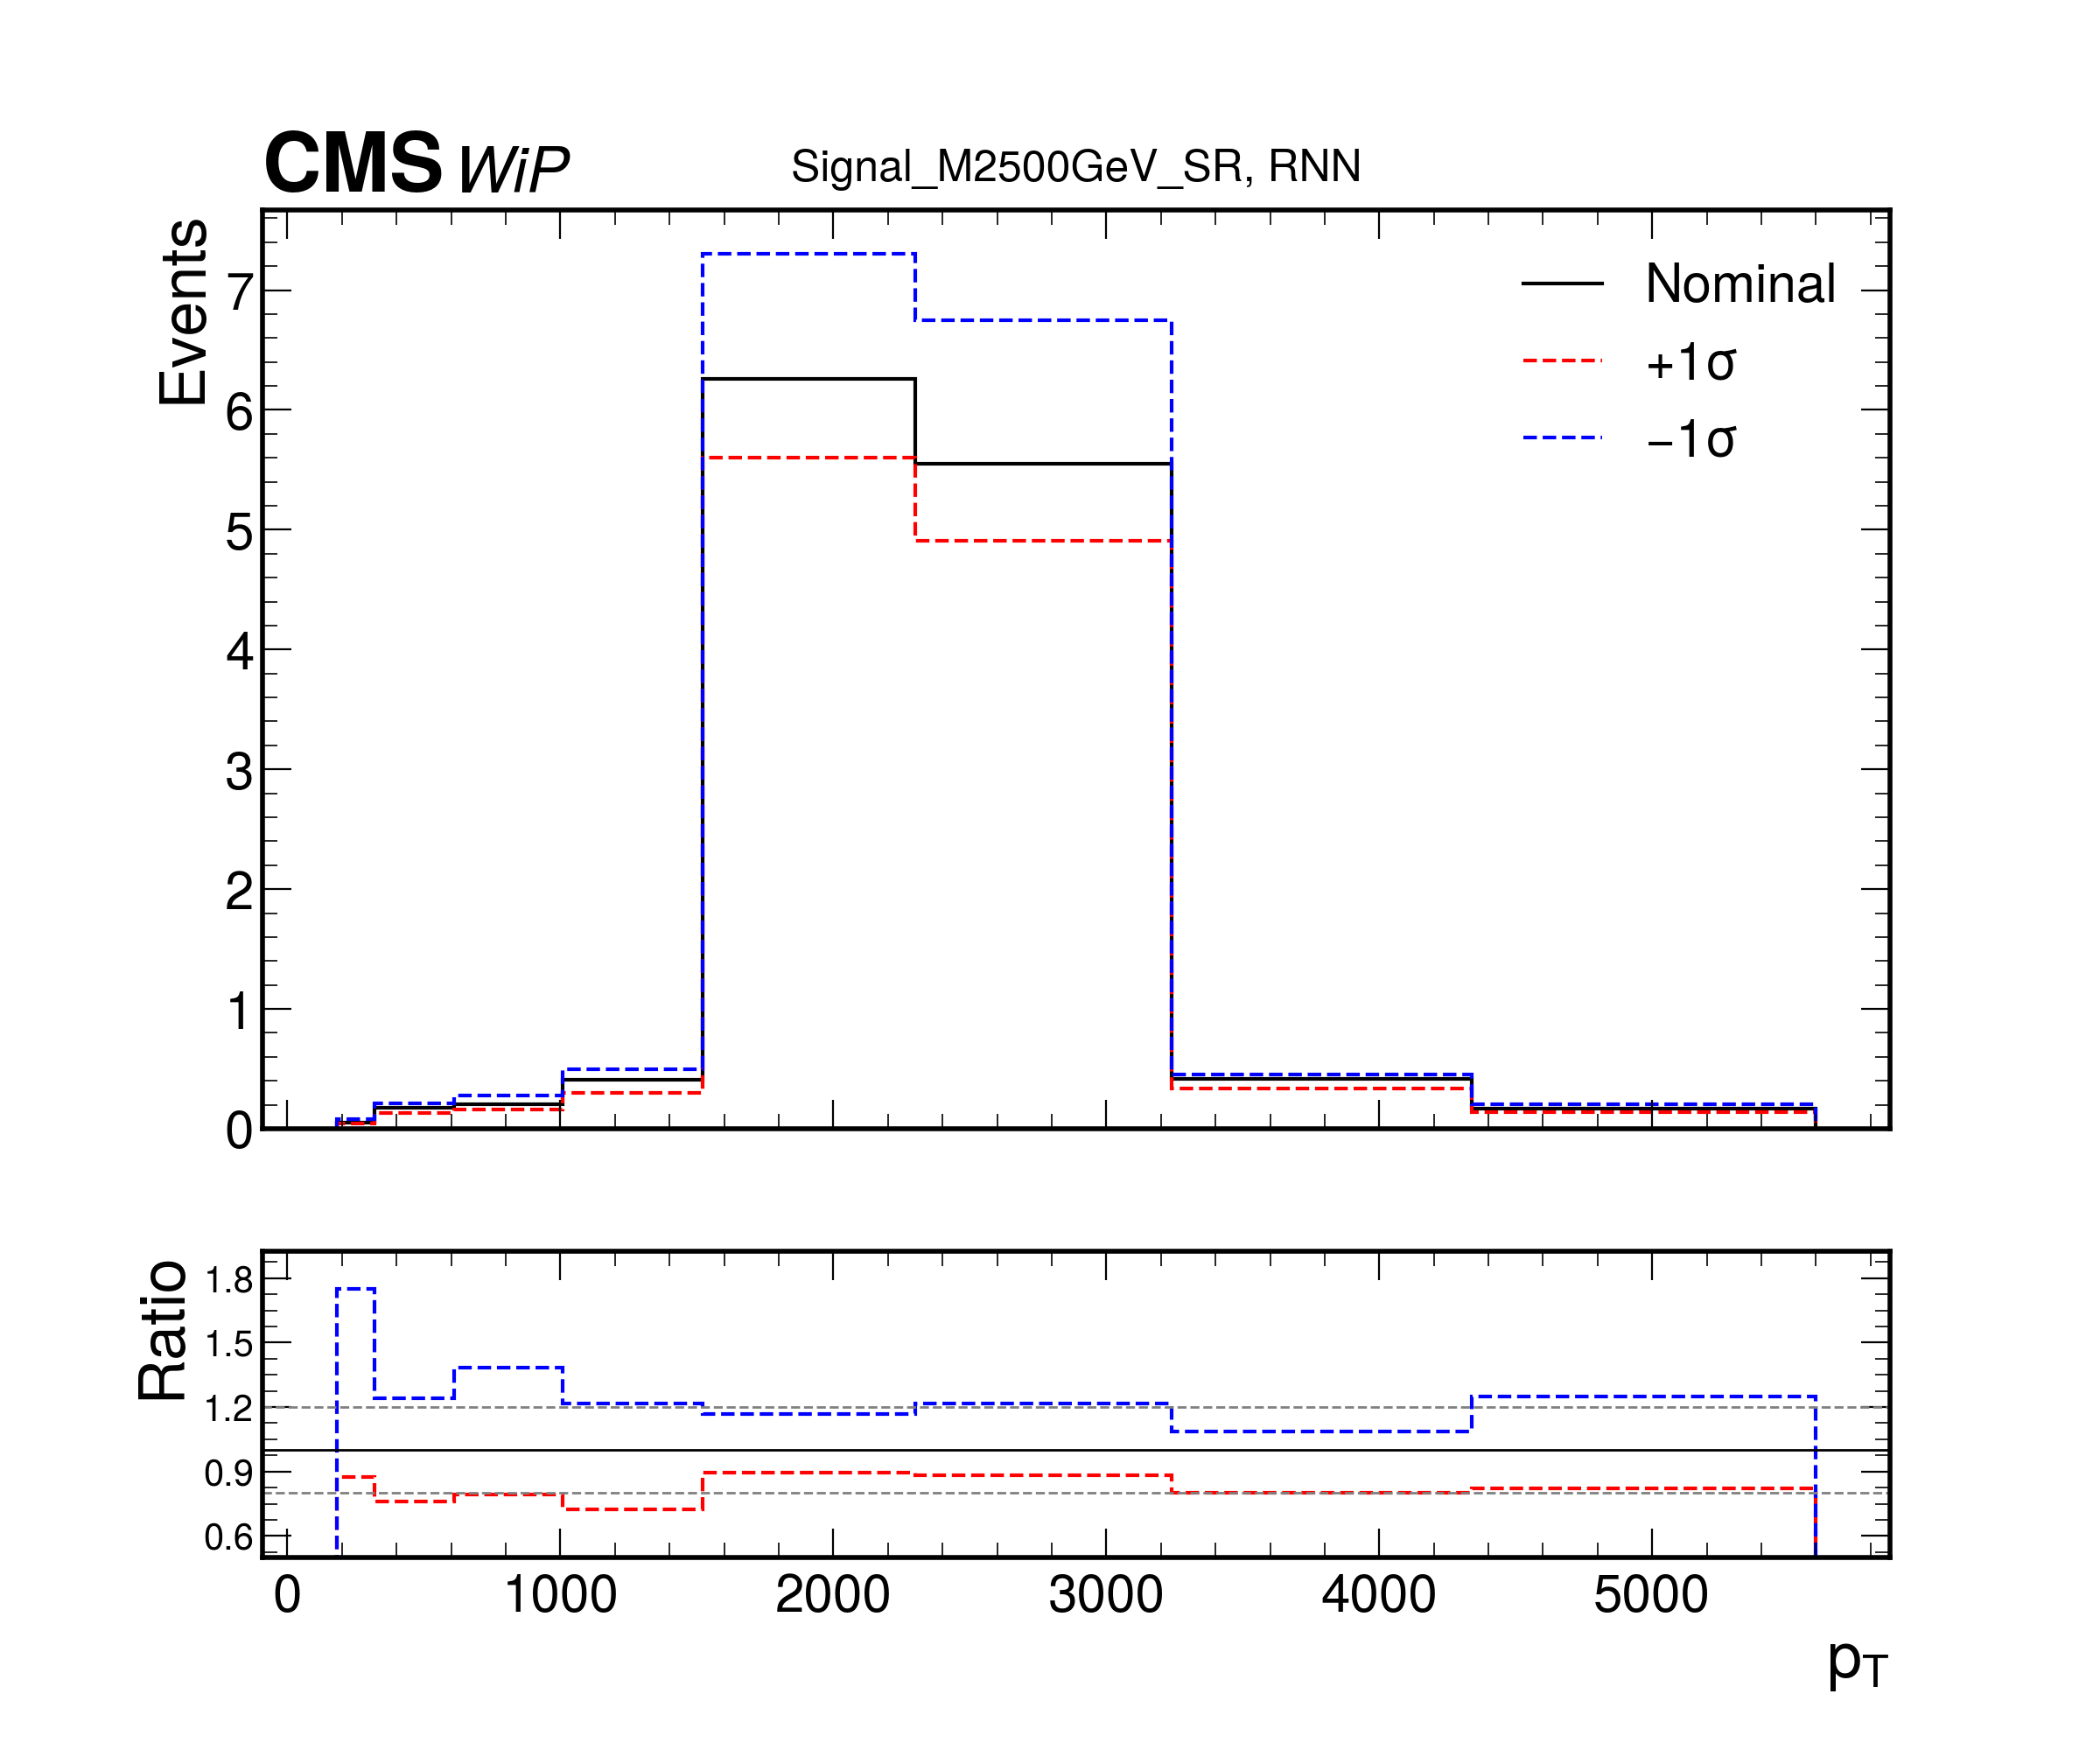 CMS WiP
Signal_M2500GeV_SR, RNN
Events
7
6
5
4
3
2
1
0
Nominal
+1σ
−1σ
Ratio
1.8
1.5
1.2
0.9
0.6
0 1000 2000 3000 4000 5000
pT